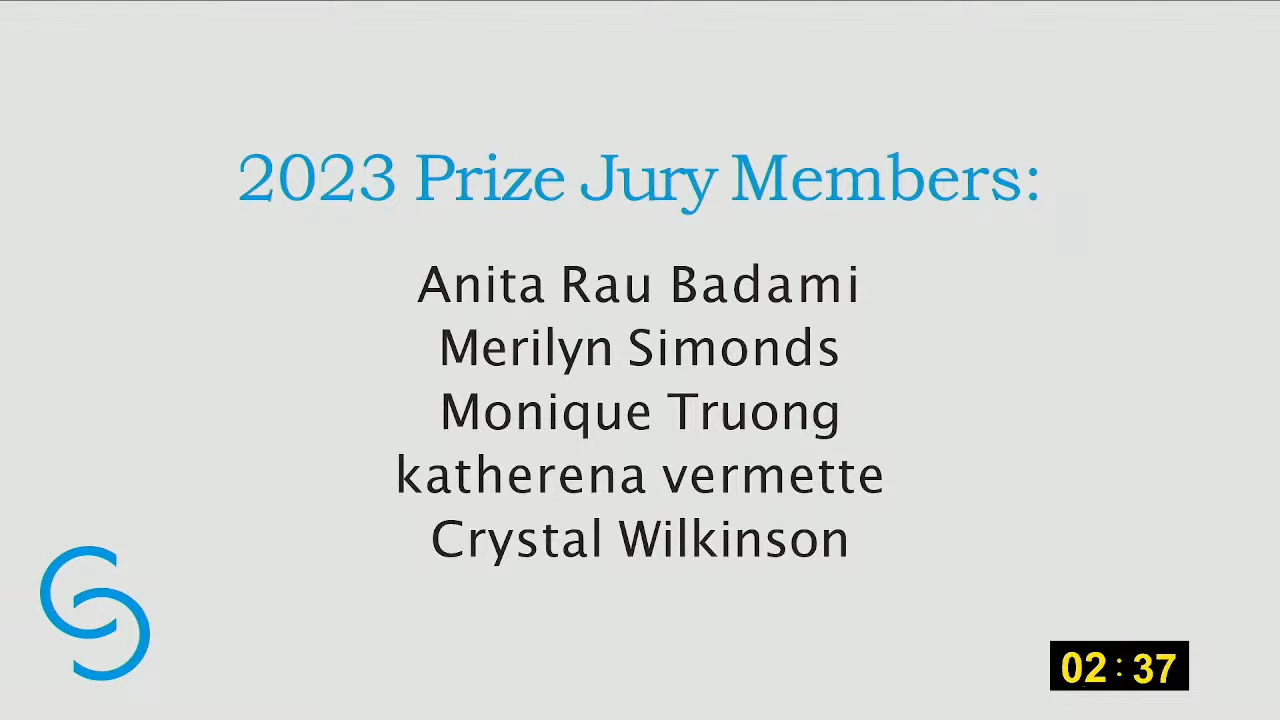 2023 Prize Jury Members:
Anita Rau Badami
Merilyn Simonds
Monique Truong
katherena vermette
Crystal Wilkinson
02:37